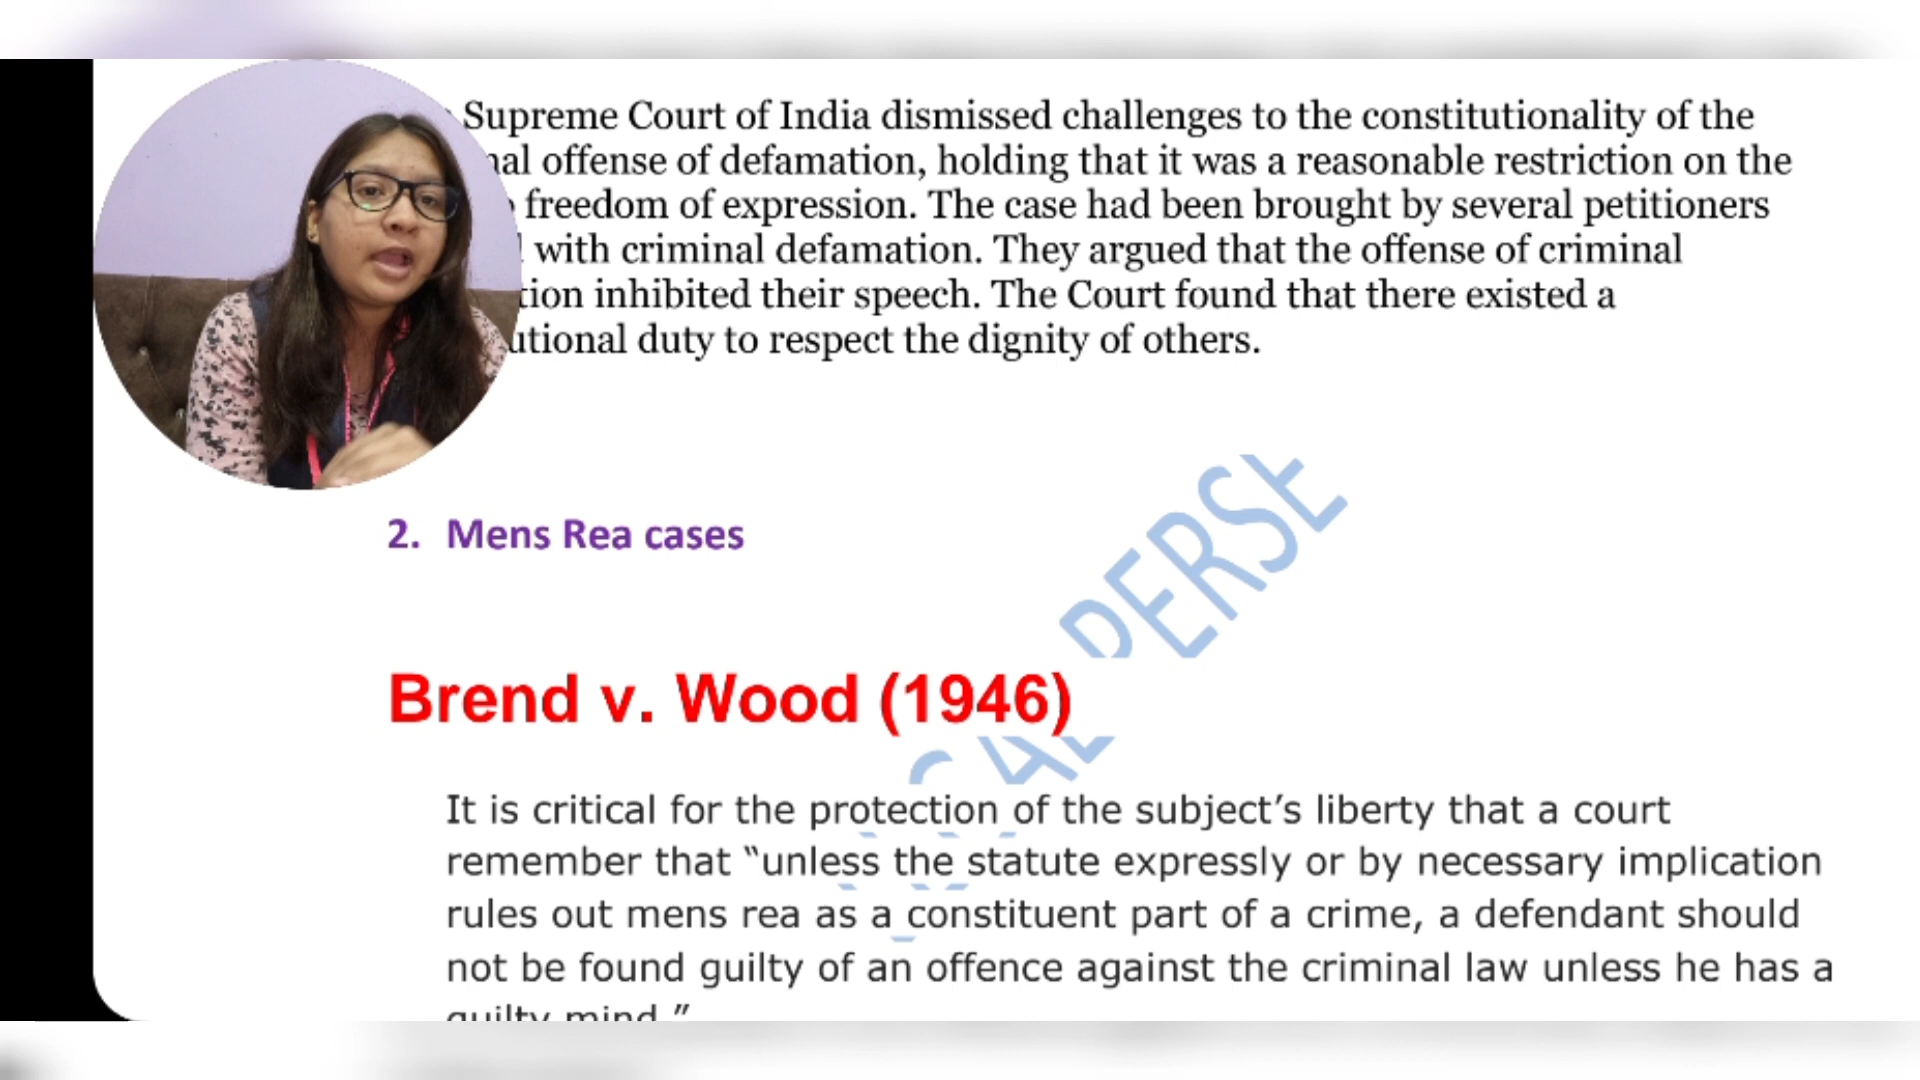 Supreme Court of India dismissed challenges to the constitutionality of the
offense of defamation, holding that it was a reasonable restriction on the
freedom of expression. The case had been brought by several petitioners
with criminal defamation. They argued that the offense of criminal
inhibited their speech. The Court found that there existed a
duty to respect the dignity of others.
2. Mens Rea cases
PERSE
Brend v. Wood (1946)
It is critical for the protection of the subject’s liberty that a court
remember that “unless the statute expressly or by necessary implication
rules out mens rea as a constituent part of a crime, a defendant should
not be found guilty of an offence against the criminal law unless he has a
guilty mind.”